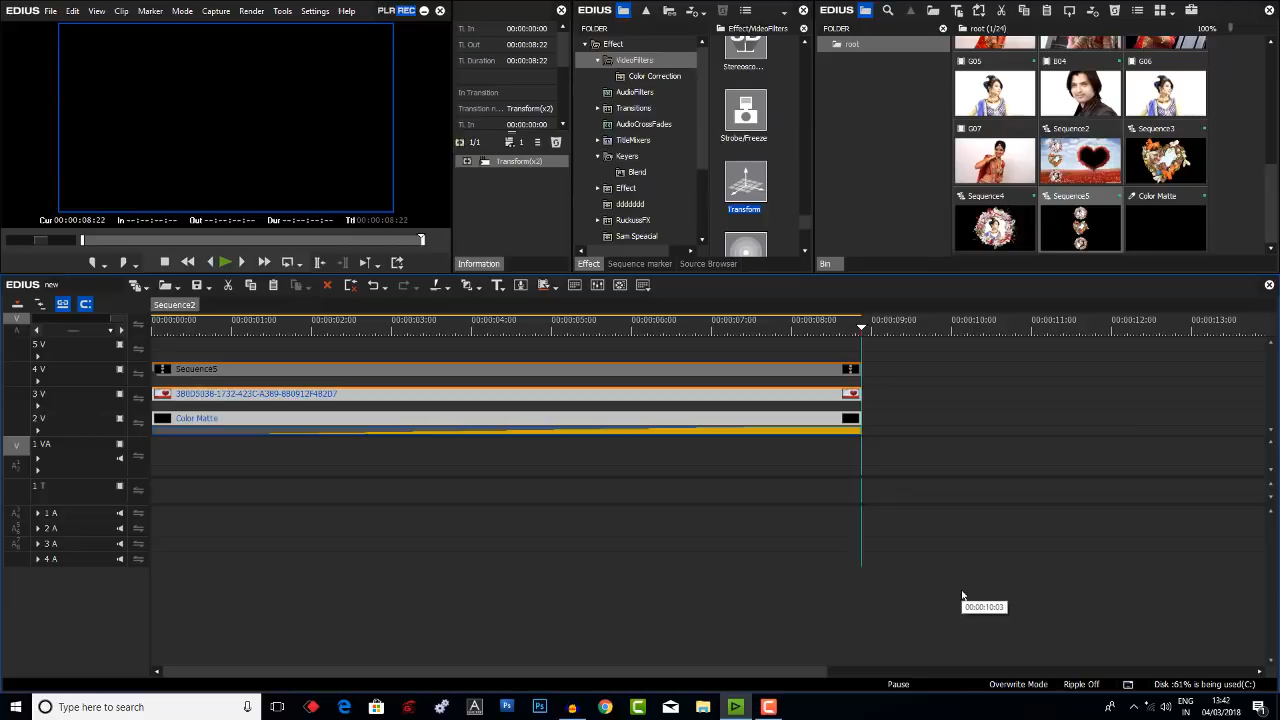 EDIUS File Edit View Clip Marker Mode Capture Render Tools Settings Help PLR REC
Cur 00:00:08:22 In --:--:--:-- Out --:--:--:-- Dur --:--:--:-- Ttl 00:00:08:22
Tl. In 00:00:00:00
Tl. Out 00:00:08:22
Tl. Duration 00:00:08:22
In Transition
Transition n... Transform(x2)
Tl. In 00:00:00:00
1/1 1
Transform(x2)
Information
EDIUS Effect/VideoFilters
FOLDER
Effect
VideoFilters
Color Correction
AudioFilters
Transitions
AudioCrossFades
TitleMixers
Keyers
Blend
Effect
ddddddd
RuckussFX
Sam Speacial
Stereosco...
Strobe/Freeze
Transform
Effect Sequence marker Source Browser
EDIUS
FOLDER root (1/24) 100%
root
G05 B04 G06
G07 Sequence2 Sequence3
Sequence4 Sequence5 Color Matte
Bin
EDIUS new
Sequence2
V 00:00:00:00 00:00:01:00 00:00:02:00 00:00:03:00 00:00:04:00 00:00:05:00 00:00:06:00 00:00:07:00 00:00:08:00 00:00:09:00 00:00:10:00 00:00:11:00 00:00:12:00 00:00:13:00
A
5 V
4 V Sequence5
3 V 3B0D5038-1732-423C-A389-8B0912F4B2D7
2 V Color Matte
V 1 VA
1 T
1 A
2 A
3 A
4 A
00:00:10:03
Pause Overwrite Mode Ripple Off Disk :61% is being used(C:)
Type here to search
ENG
IN
13:42
04/03/2018